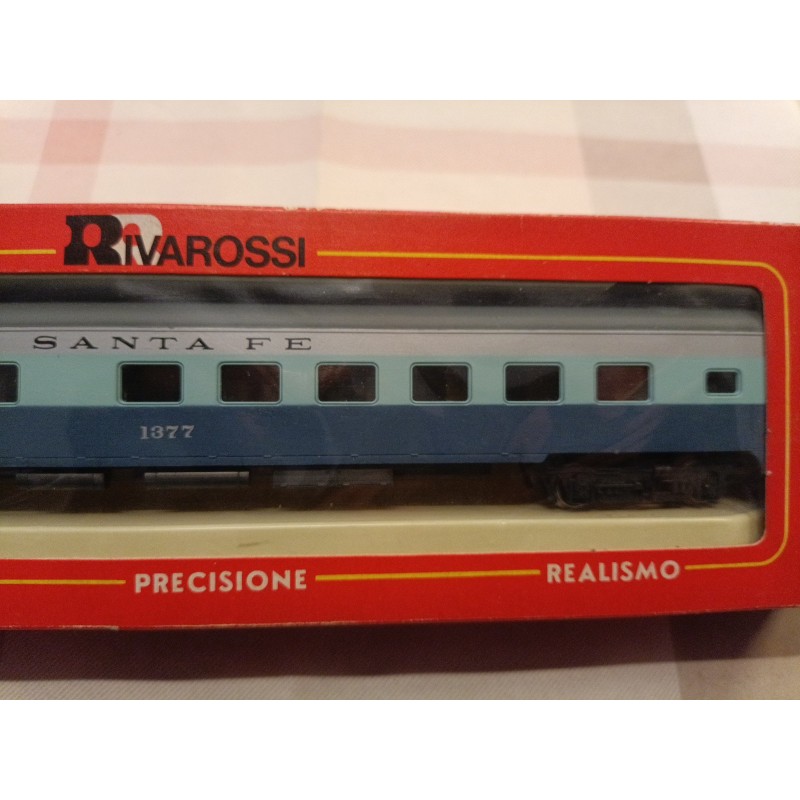 RIVAROSSI
SANTA FE
1377
PRECISIONE
REALISMO